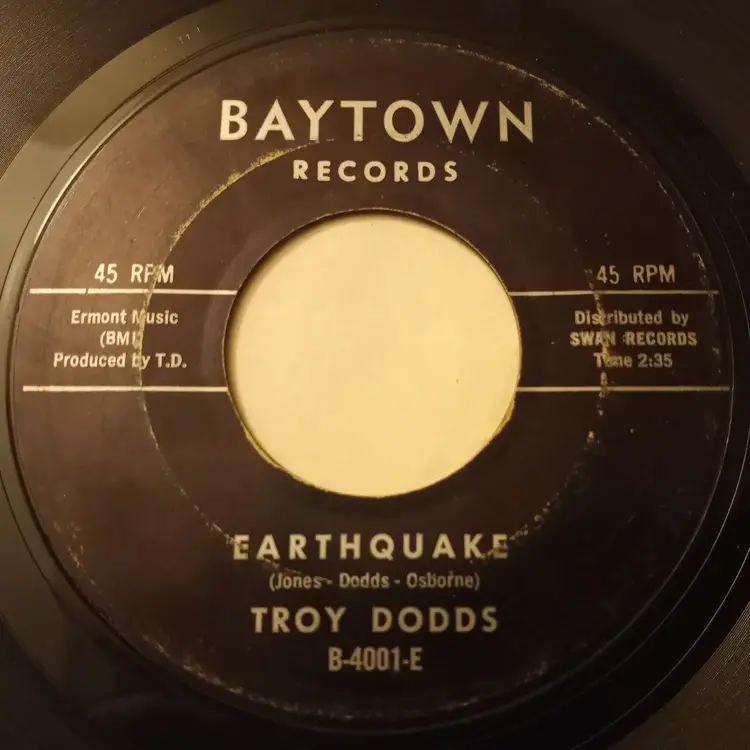 BAYTOWN
RECORDS
45 RPM
45 RPM
Ermont Music
(BMI)
Produced by T.D.
Distributed by
SWAN RECORDS
Time 2:35
EARTHQUAKE
(Jones - Dodds - Osborne)
TROY DODDS
B-4001-E